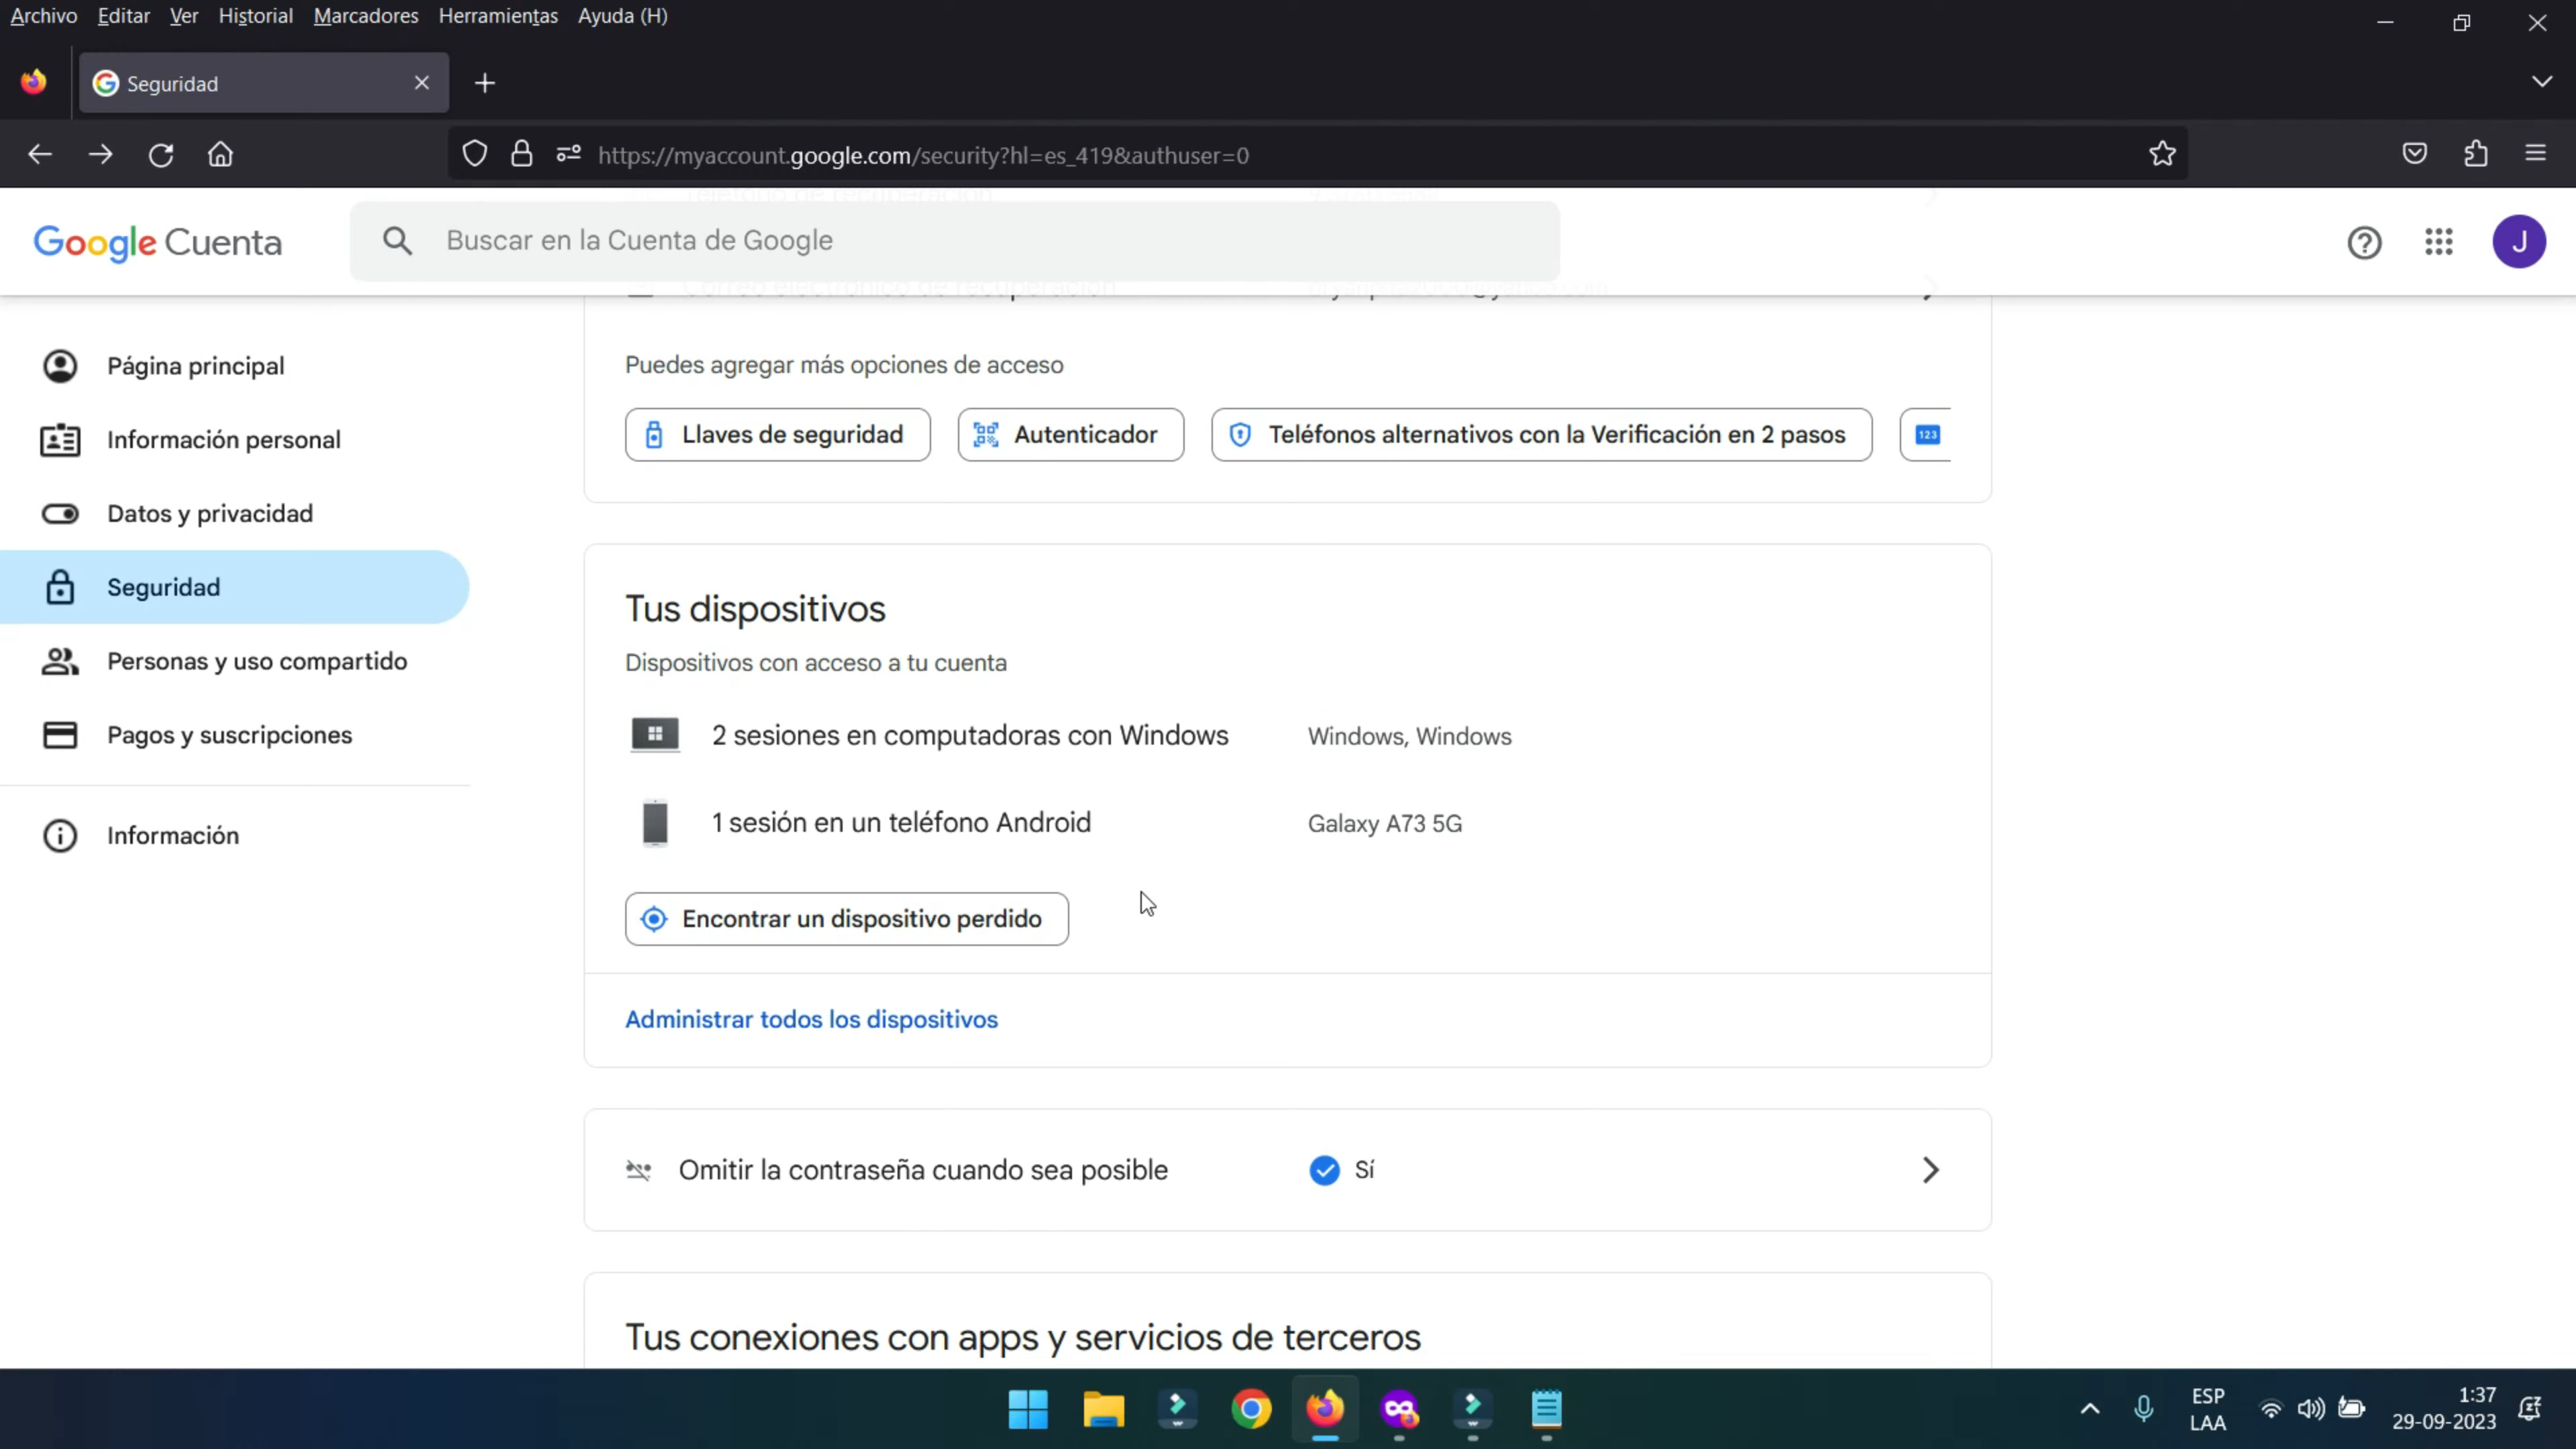 Archivo Editar Ver Historial Marcadores Herramientas Ayuda (H)
Seguridad
https://myaccount.google.com/security?hl=es_419&authuser=0
Google Cuenta
Buscar en la Cuenta de Google
J
Correo electrónico de recuperación
Página principal
Información personal
Datos y privacidad
Seguridad
Personas y uso compartido
Pagos y suscripciones
Información
Puedes agregar más opciones de acceso
Llaves de seguridad
Autenticador
Teléfonos alternativos con la Verificación en 2 pasos
123
Tus dispositivos
Dispositivos con acceso a tu cuenta
2 sesiones en computadoras con Windows
Windows, Windows
1 sesión en un teléfono Android
Galaxy A73 5G
Encontrar un dispositivo perdido
Administrar todos los dispositivos
Omitir la contraseña cuando sea posible
Sí
Tus conexiones con apps y servicios de terceros
ESP
LAA
1:37
29-09-2023